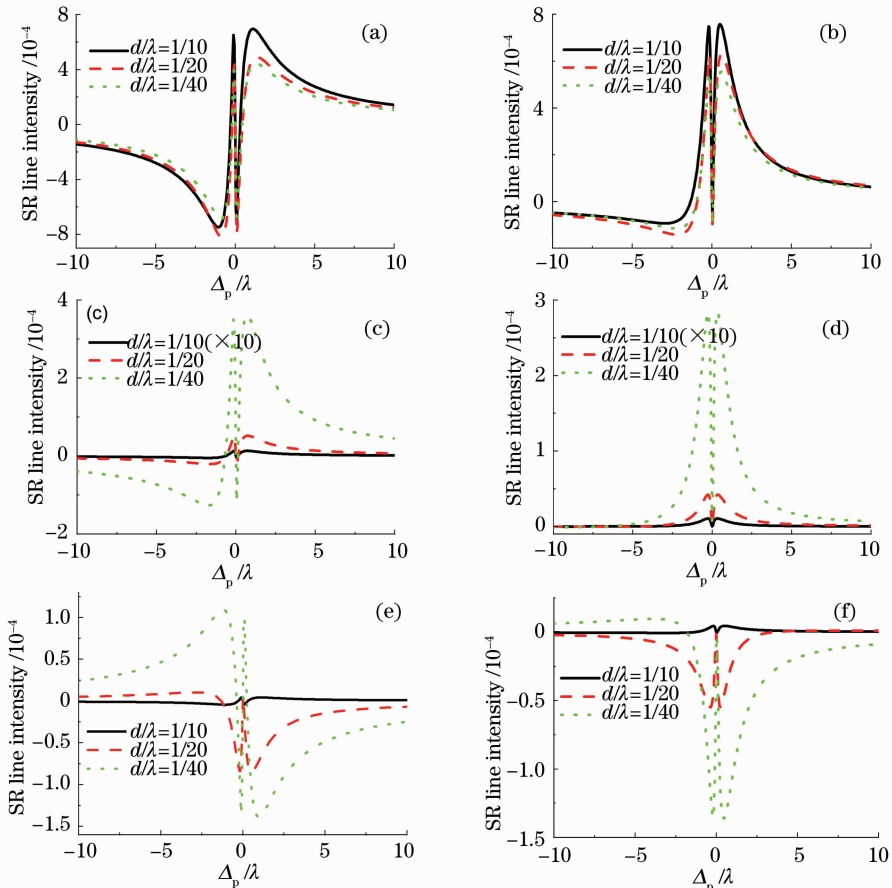 SR line intensity /10⁻⁴
8
4
0
-4
-8
(a)
d/λ=1/10
d/λ=1/20
d/λ=1/40
-10 -5 0 5 10
Δp/λ
SR line intensity /10⁻⁴
8
4
0
(b)
d/λ=1/10
d/λ=1/20
d/λ=1/40
-10 -5 0 5 10
Δp/λ
SR line intensity /10⁻⁴
4
2
0
-2
(c)
(c)
d/λ=1/10(×10)
d/λ=1/20
d/λ=1/40
-10 -5 0 5 10
Δp/λ
SR line intensity /10⁻⁴
3
2
1
0
(d)
d/λ=1/10(×10)
d/λ=1/20
d/λ=1/40
-10 -5 0 5 10
Δp/λ
SR line intensity /10⁻⁴
1.0
0.5
0
-0.5
-1.0
-1.5
(e)
d/λ=1/10
d/λ=1/20
d/λ=1/40
-10 -5 0 5 10
Δp/λ
SR line intensity /10⁻⁴
0
-0.5
-1.0
-1.5
(f)
d/λ=1/10
d/λ=1/20
d/λ=1/40
-10 -5 0 5 10
Δp/λ